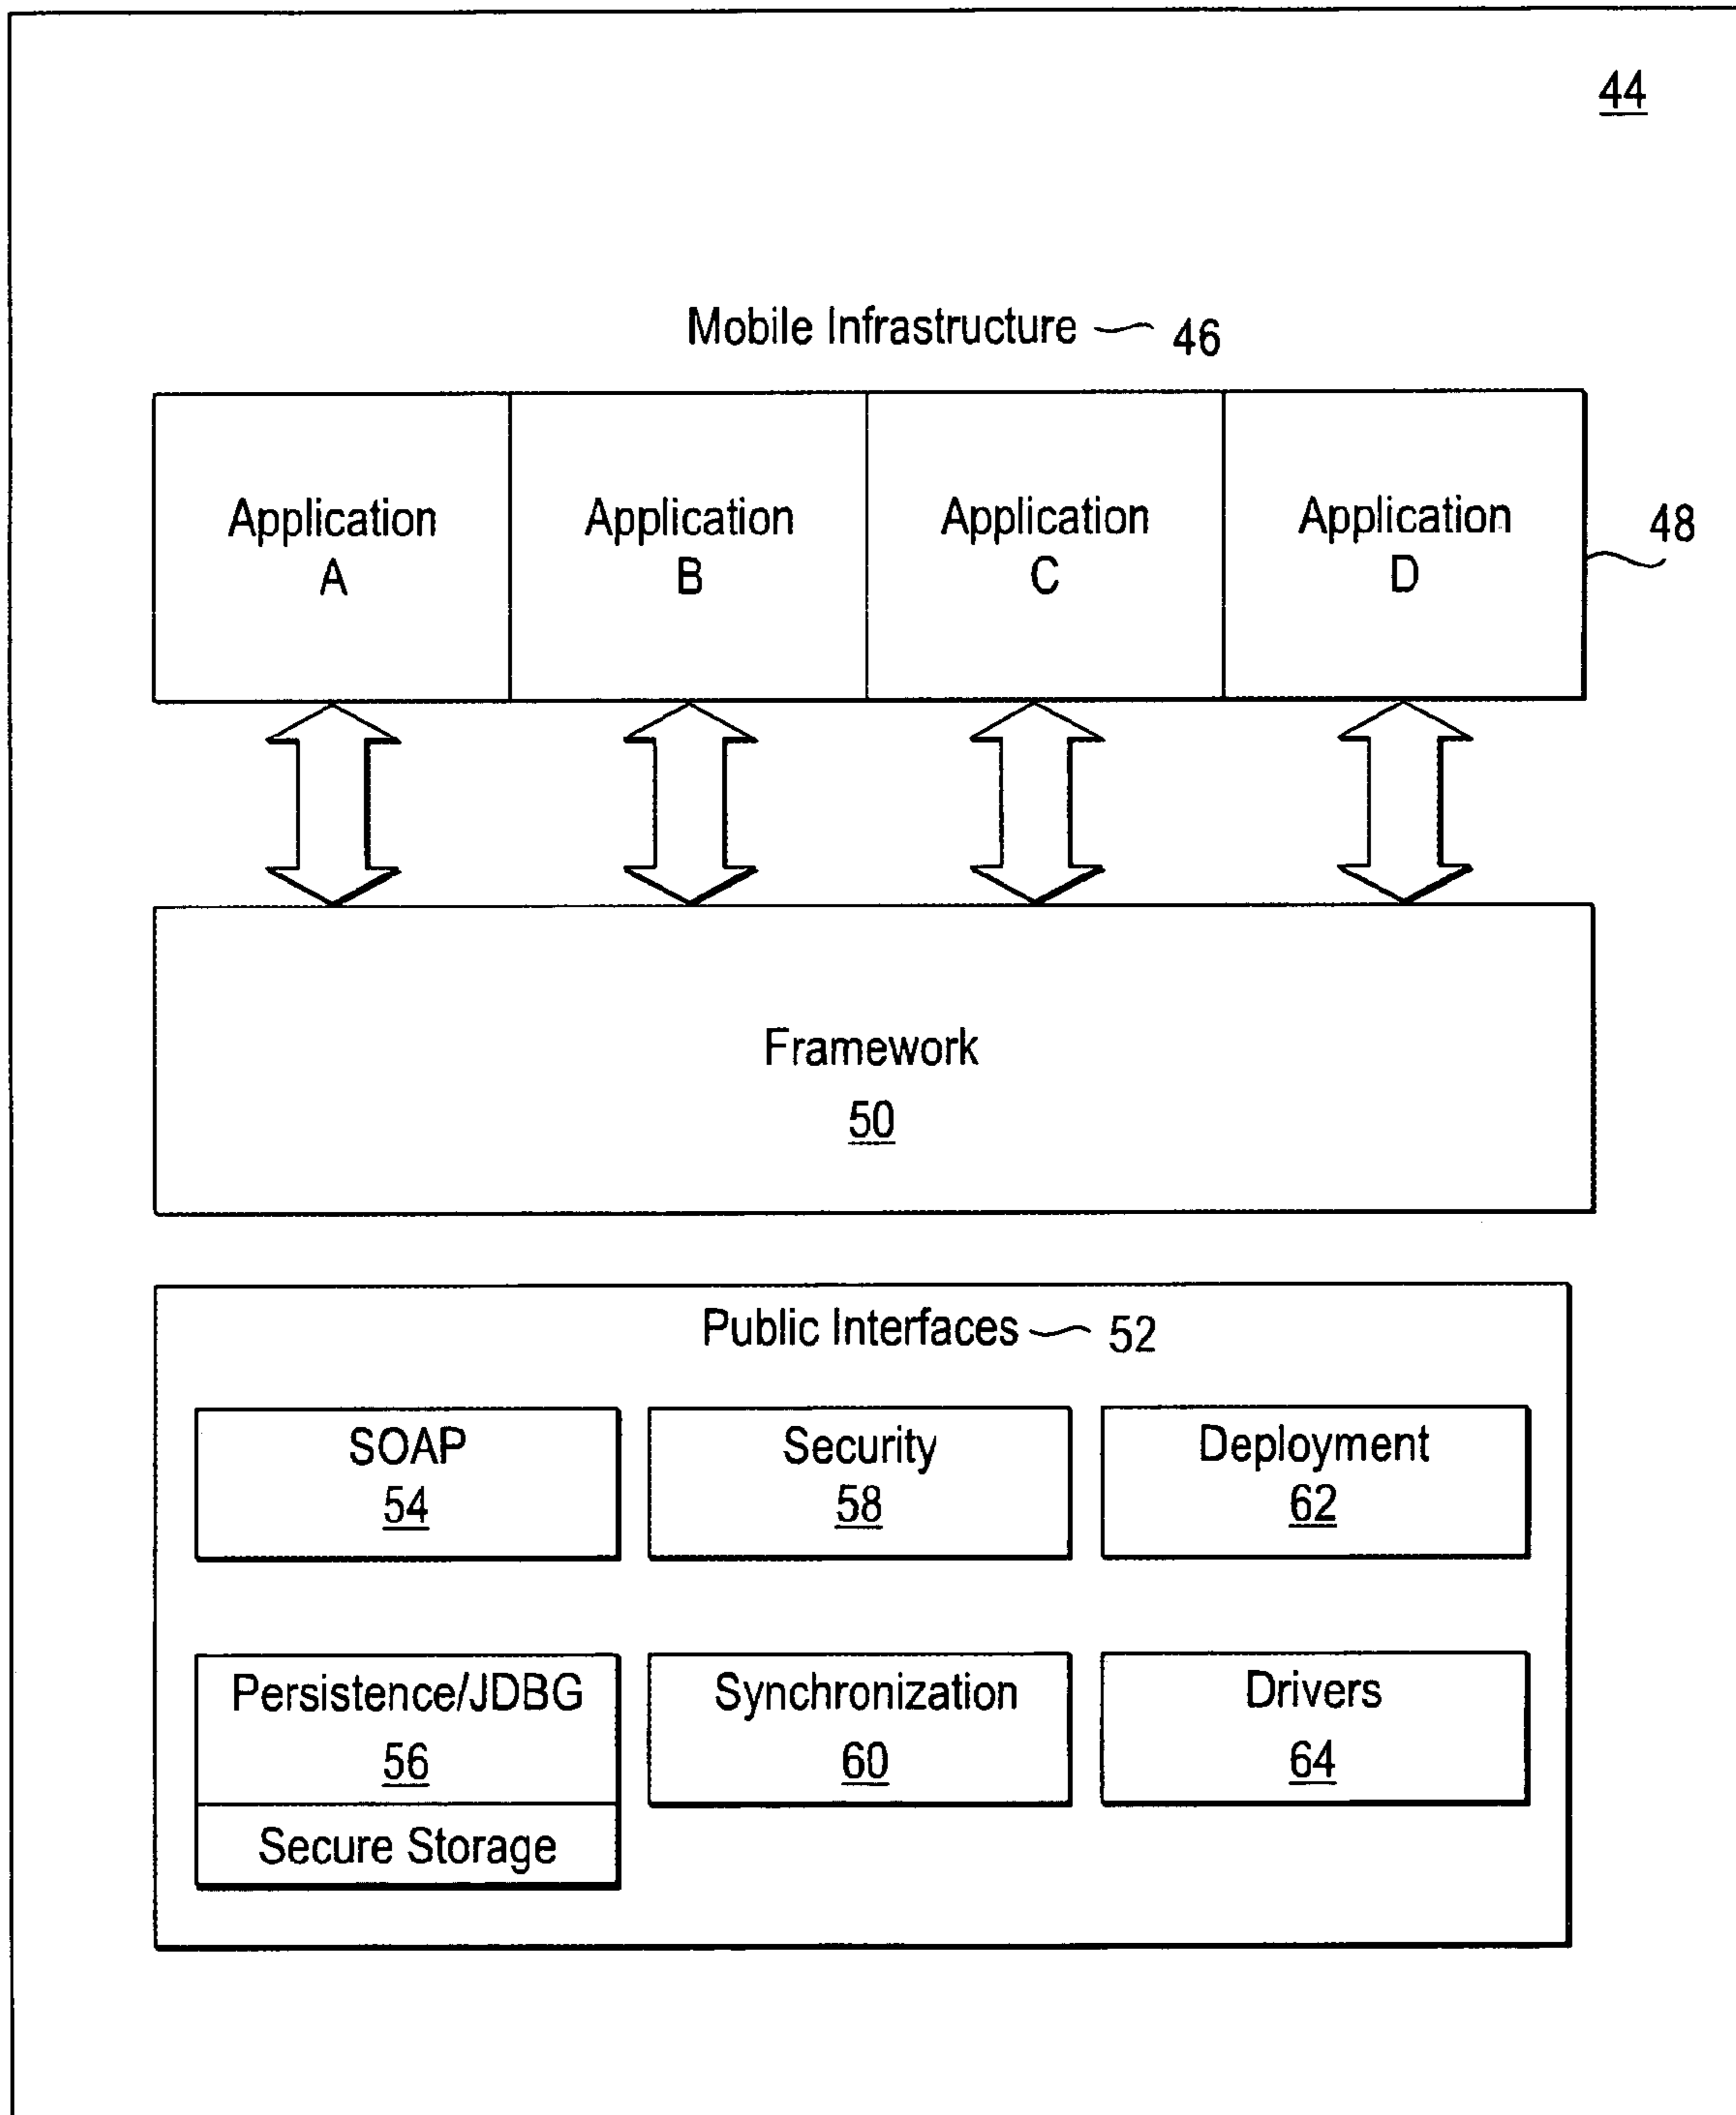 44
Mobile Infrastructure 46
Application
A
Application
B
Application
C
Application
D
48
Framework
50
Public Interfaces 52
SOAP
54
Security
58
Deployment
62
Persistence/JDBG
56
Secure Storage
Synchronization
60
Drivers
64